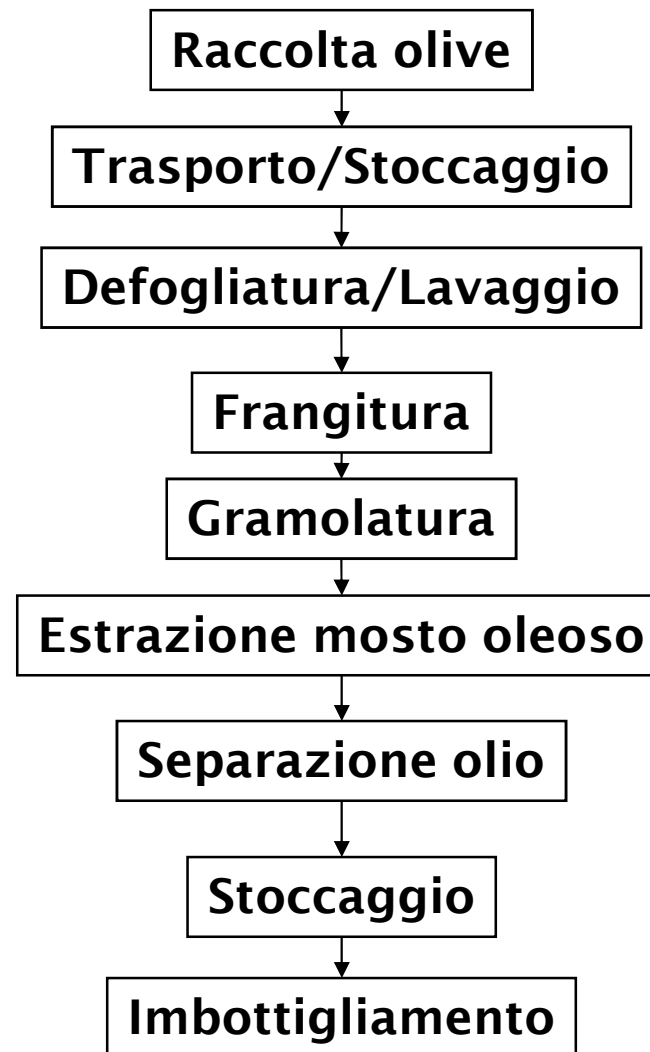 Raccolta olive
Trasporto/Stoccaggio
Defogliatura/Lavaggio
Frangitura
Gramolatura
Estrazione mosto oleoso
Separazione olio
Stoccaggio
Imbottigliamento